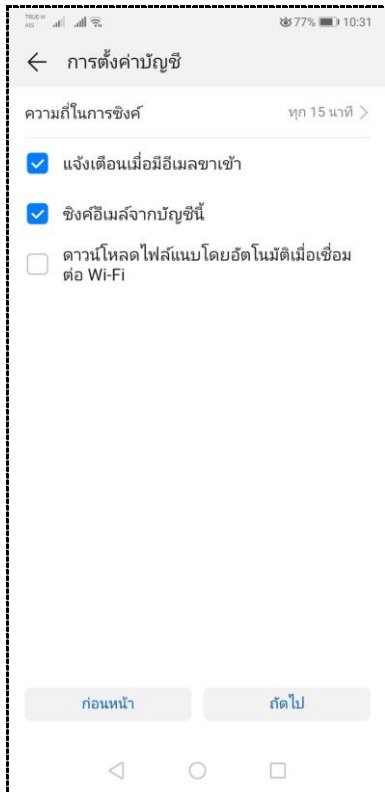 TRUE-H
AIS
77% 10:31
การตั้งค่าบัญชี
ความถี่ในการซิงค์ ทุก 15 นาที
แจ้งเตือนเมื่อมีอีเมลขาเข้า
ซิงค์อีเมล์จากบัญชีนี้
ดาวน์โหลดไฟล์แนบโดยอัตโนมัติเมื่อเชื่อม
ต่อ Wi-Fi
ก่อนหน้า ถัดไป